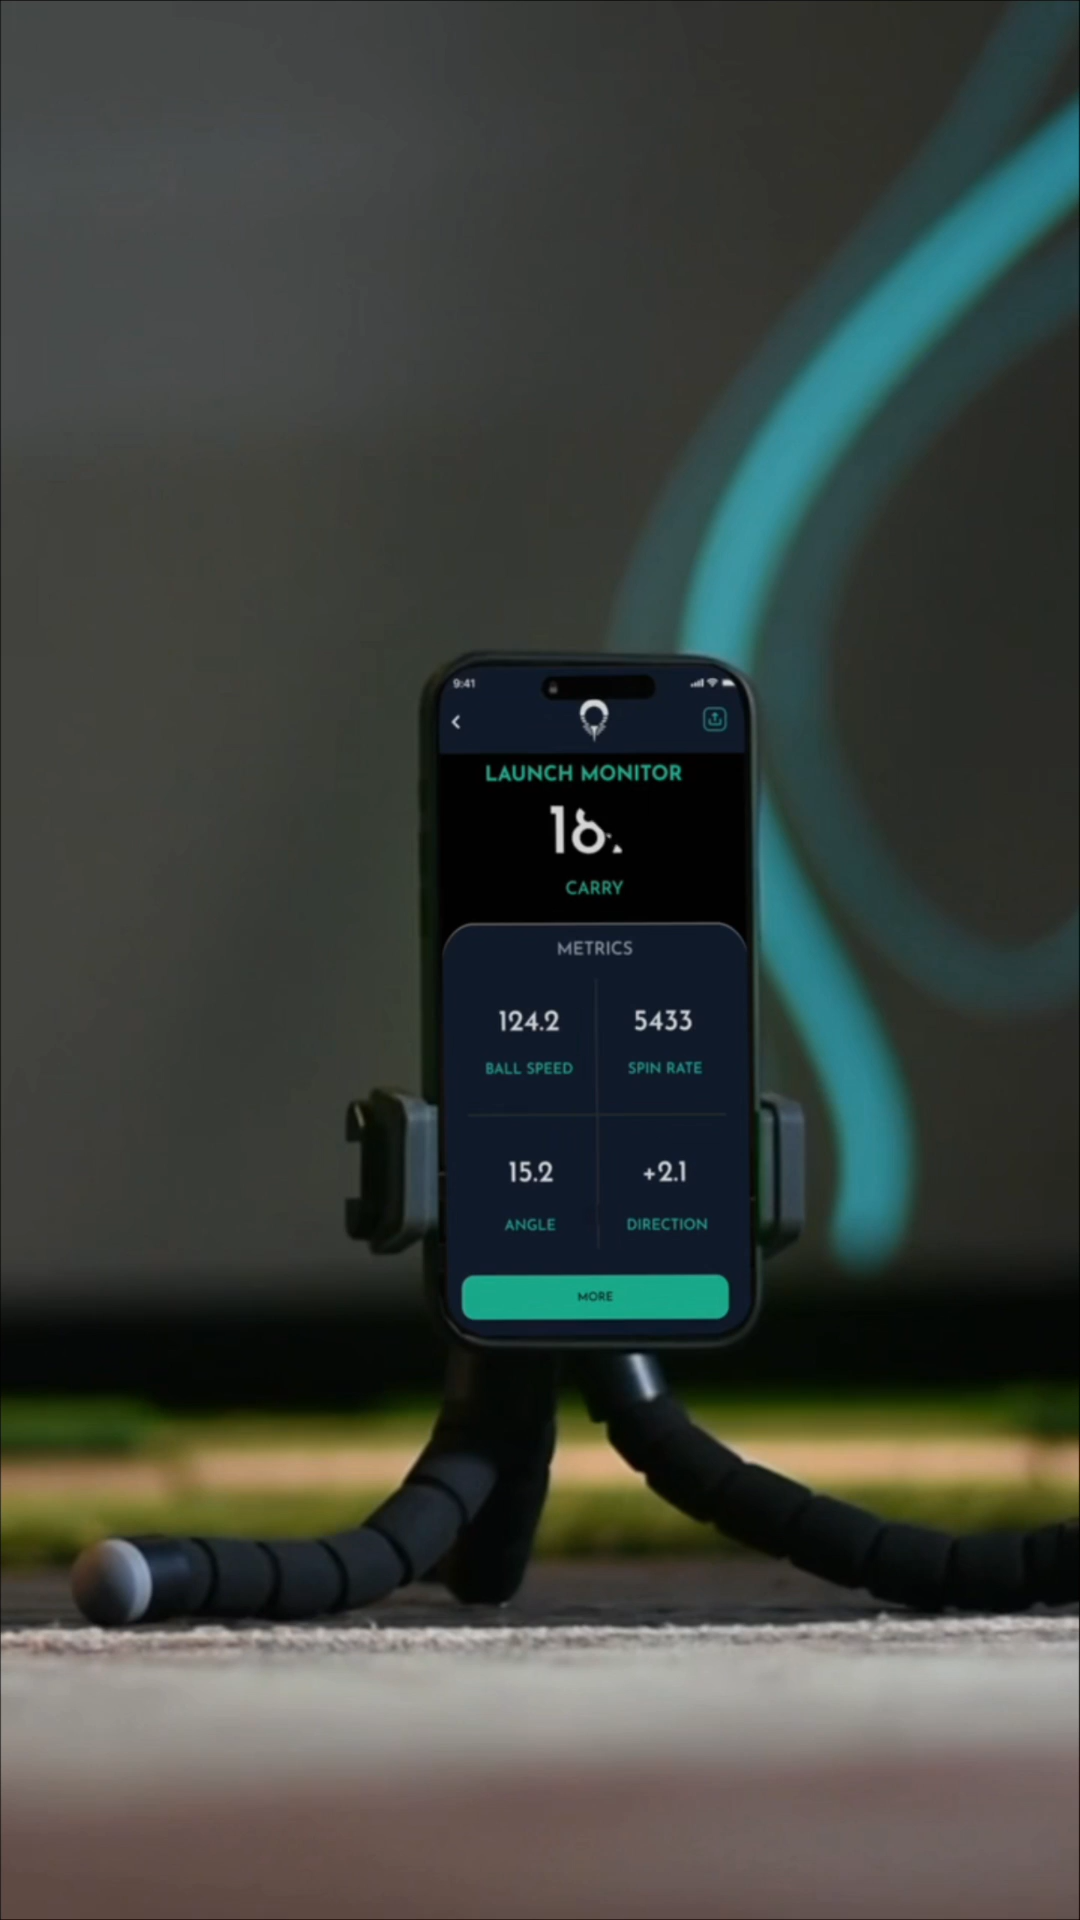 9:41
LAUNCH MONITOR
CARRY
METRICS
124.2 5433
BALL SPEED SPIN RATE
15.2 +2.1
ANGLE DIRECTION
MORE